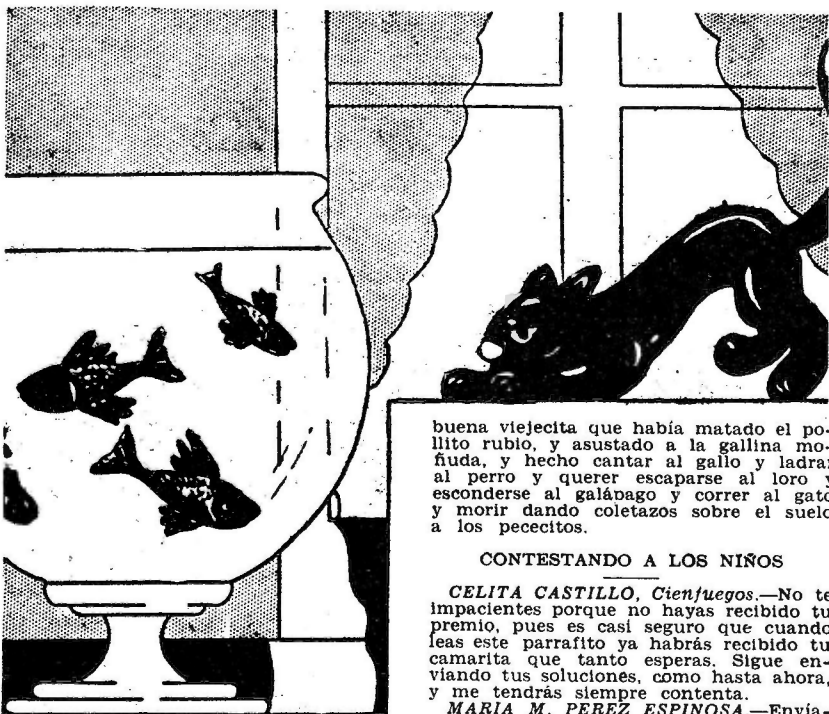 buena viejecita que había matado el po-
llito rubio, y asustado a la gallina mo-
ñuda, y hecho cantar al gallo y ladrar
al perro y querer escaparse al loro y
esconderse al galápago y correr al gato
y morir dando coletazos sobre el suelo
a los pececitos.
CONTESTANDO A LOS NIÑOS
CELITA CASTILLO, Cienfuegos.—No te
impacientes porque no hayas recibido tu
premio, pues es casi seguro que cuando
leas este parrafito ya habrás recibido tu
camarita que tanto esperas. Sigue en-
viando tus soluciones, como hasta ahora,
y me tendrás siempre contenta.
MARIA M. PEREZ ESPINOSA.—Envía-